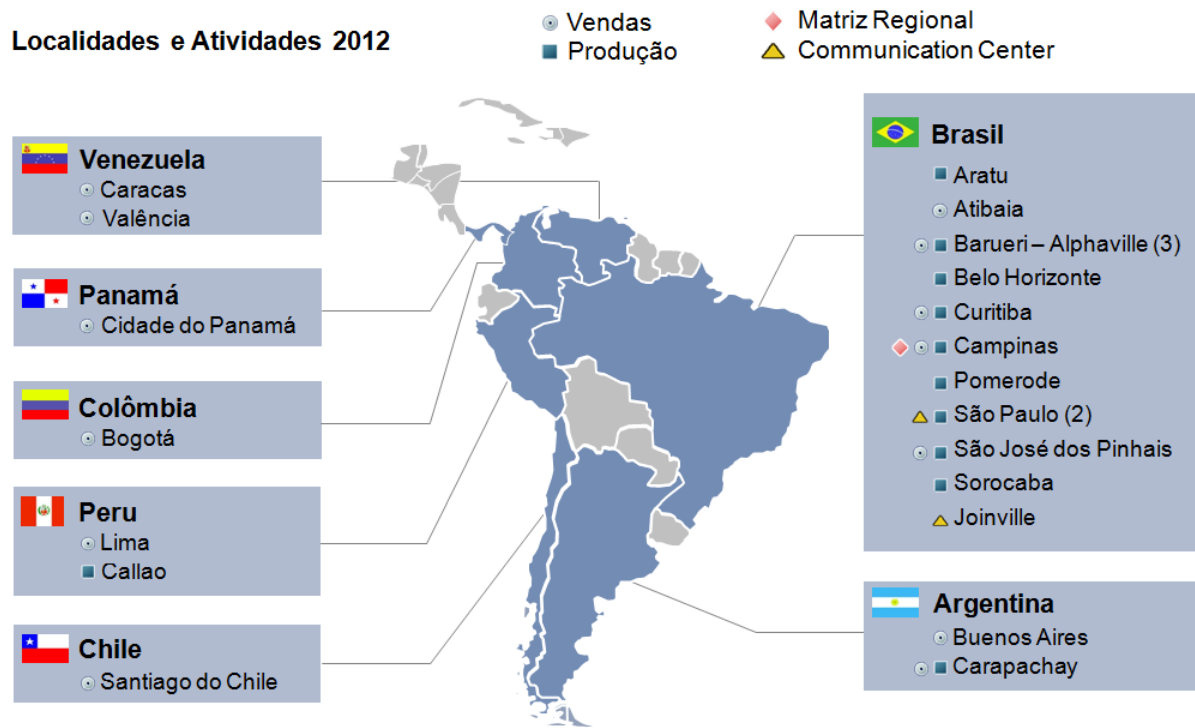 Localidades e Atividades 2012
Vendas
Produção
Matriz Regional
Communication Center
Venezuela
Caracas
Valência
Panamá
Cidade do Panamá
Colômbia
Bogotá
Peru
Lima
Callao
Chile
Santiago do Chile
Brasil
Aratu
Atibaia
Barueri – Alphaville (3)
Belo Horizonte
Curitiba
Campinas
Pomerode
São Paulo (2)
São José dos Pinhais
Sorocaba
Joinville
Argentina
Buenos Aires
Carapachay